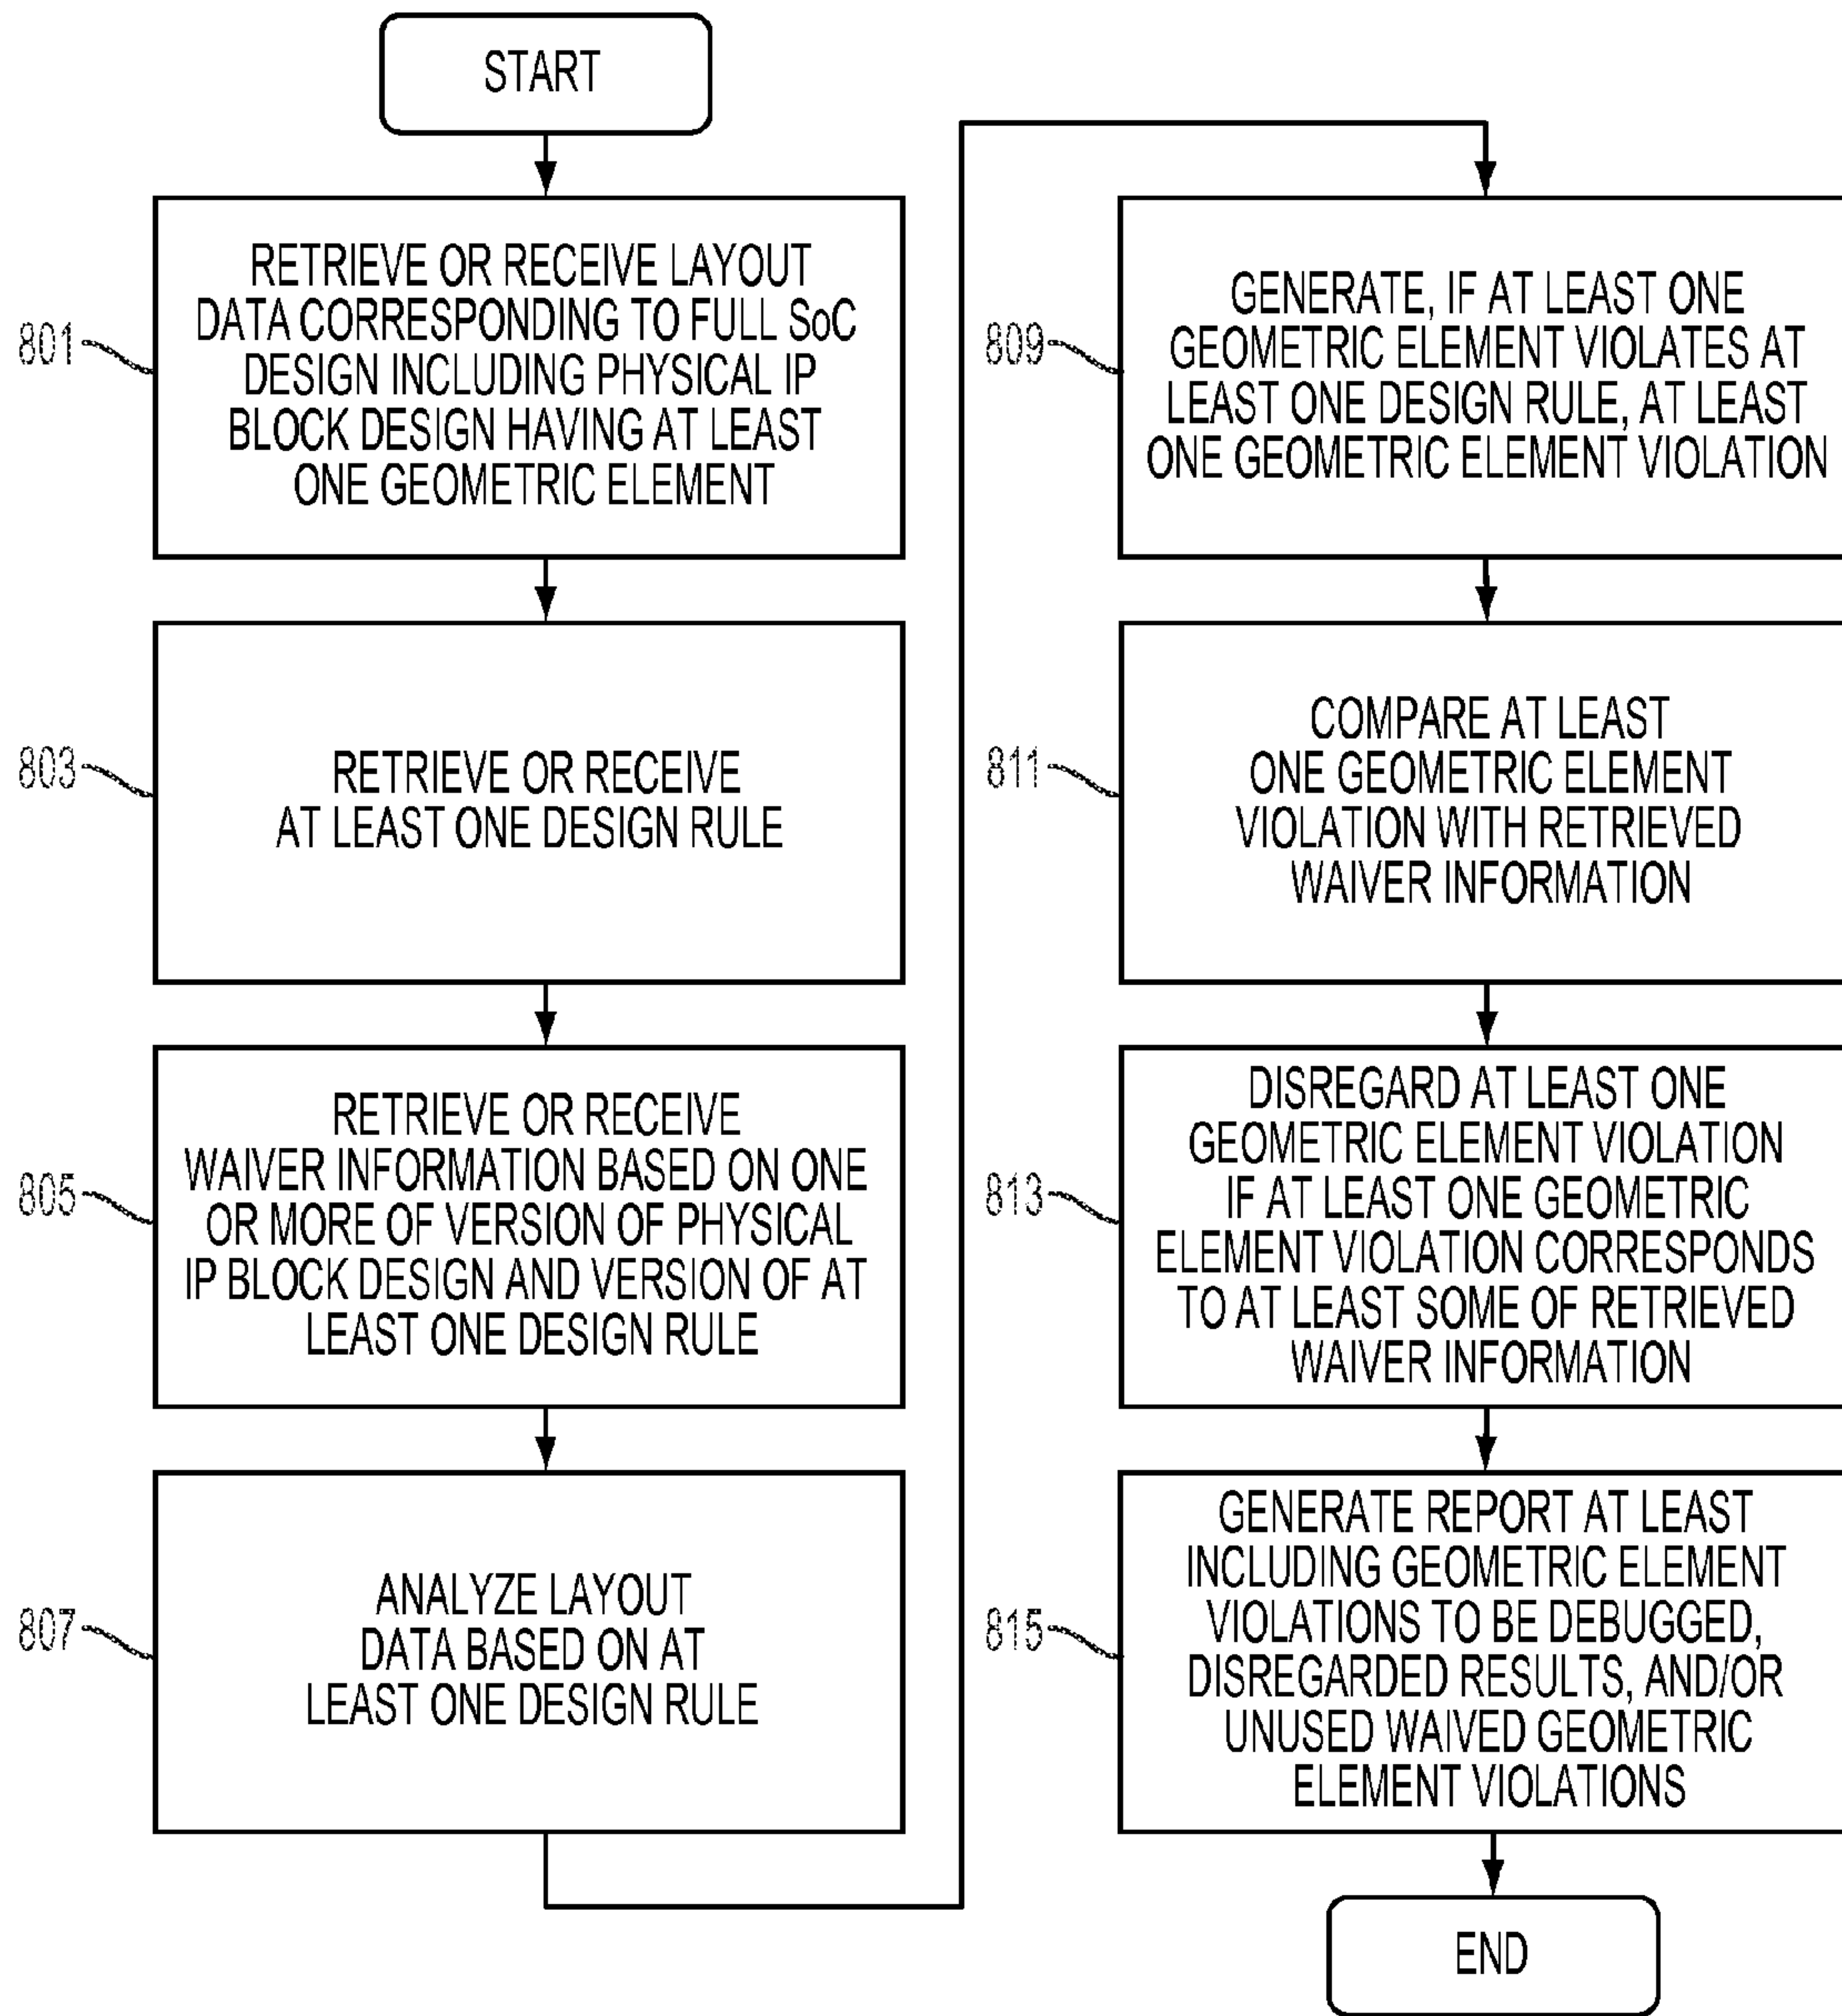 START
801
RETRIEVE OR RECEIVE LAYOUT
DATA CORRESPONDING TO FULL SoC
DESIGN INCLUDING PHYSICAL IP
BLOCK DESIGN HAVING AT LEAST
ONE GEOMETRIC ELEMENT
803
RETRIEVE OR RECEIVE
AT LEAST ONE DESIGN RULE
805
RETRIEVE OR RECEIVE
WAIVER INFORMATION BASED ON ONE
OR MORE OF VERSION OF PHYSICAL
IP BLOCK DESIGN AND VERSION OF AT
LEAST ONE DESIGN RULE
807
ANALYZE LAYOUT
DATA BASED ON AT
LEAST ONE DESIGN RULE
809
GENERATE, IF AT LEAST ONE
GEOMETRIC ELEMENT VIOLATES AT
LEAST ONE DESIGN RULE, AT LEAST
ONE GEOMETRIC ELEMENT VIOLATION
811
COMPARE AT LEAST
ONE GEOMETRIC ELEMENT
VIOLATION WITH RETRIEVED
WAIVER INFORMATION
813
DISREGARD AT LEAST ONE
GEOMETRIC ELEMENT VIOLATION
IF AT LEAST ONE GEOMETRIC
ELEMENT VIOLATION CORRESPONDS
TO AT LEAST SOME OF RETRIEVED
WAIVER INFORMATION
815
GENERATE REPORT AT LEAST
INCLUDING GEOMETRIC ELEMENT
VIOLATIONS TO BE DEBUGGED,
DISREGARDED RESULTS, AND/OR
UNUSED WAIVED GEOMETRIC
ELEMENT VIOLATIONS
END